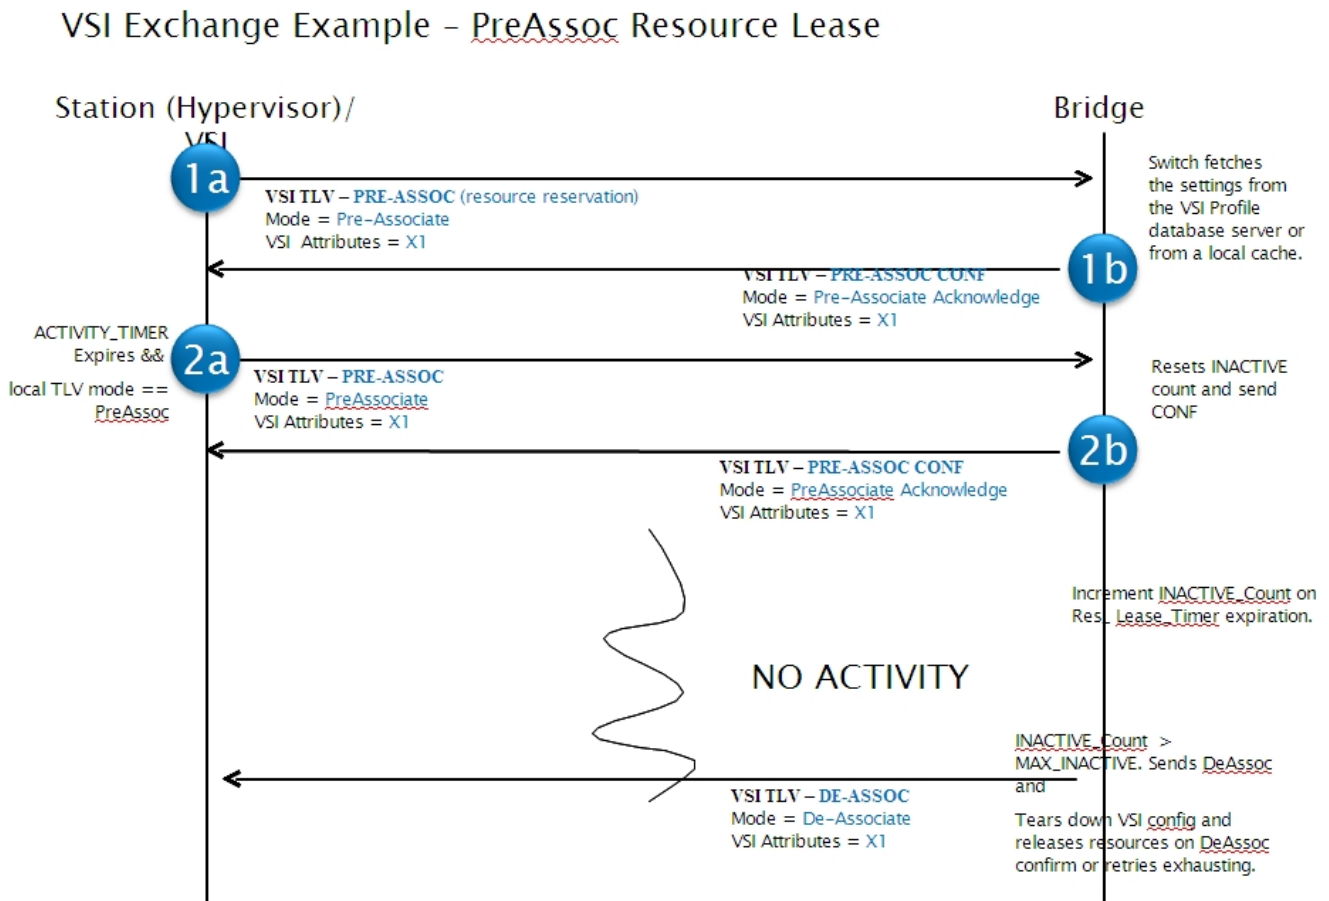 VSI Exchange Example – PreAssoc Resource Lease
Station (Hypervisor)/
VSI
Bridge
1a
VSI TLV – PRE-ASSOC (resource reservation)
Mode = Pre-Associate
VSI Attributes = X1
Switch fetches
the settings from
the VSI Profile
database server or
from a local cache.
1b
VSI TLV – PRE-ASSOC CONF
Mode = Pre-Associate Acknowledge
VSI Attributes = X1
ACTIVITY_TIMER
Expires &&
local TLV mode ==
PreAssoc
2a
VSI TLV – PRE-ASSOC
Mode = PreAssociate
VSI Attributes = X1
Resets INACTIVE
count and send
CONF
2b
VSI TLV – PRE-ASSOC CONF
Mode = PreAssociate Acknowledge
VSI Attributes = X1
Increment INACTIVE_Count on
Res_ Lease_Timer expiration.
NO ACTIVITY
INACTIVE_Count >
MAX_INACTIVE. Sends DeAssoc
and
Tears down VSI config and
releases resources on DeAssoc
confirm or retries exhausting.
VSI TLV – DE-ASSOC
Mode = De-Associate
VSI Attributes = X1